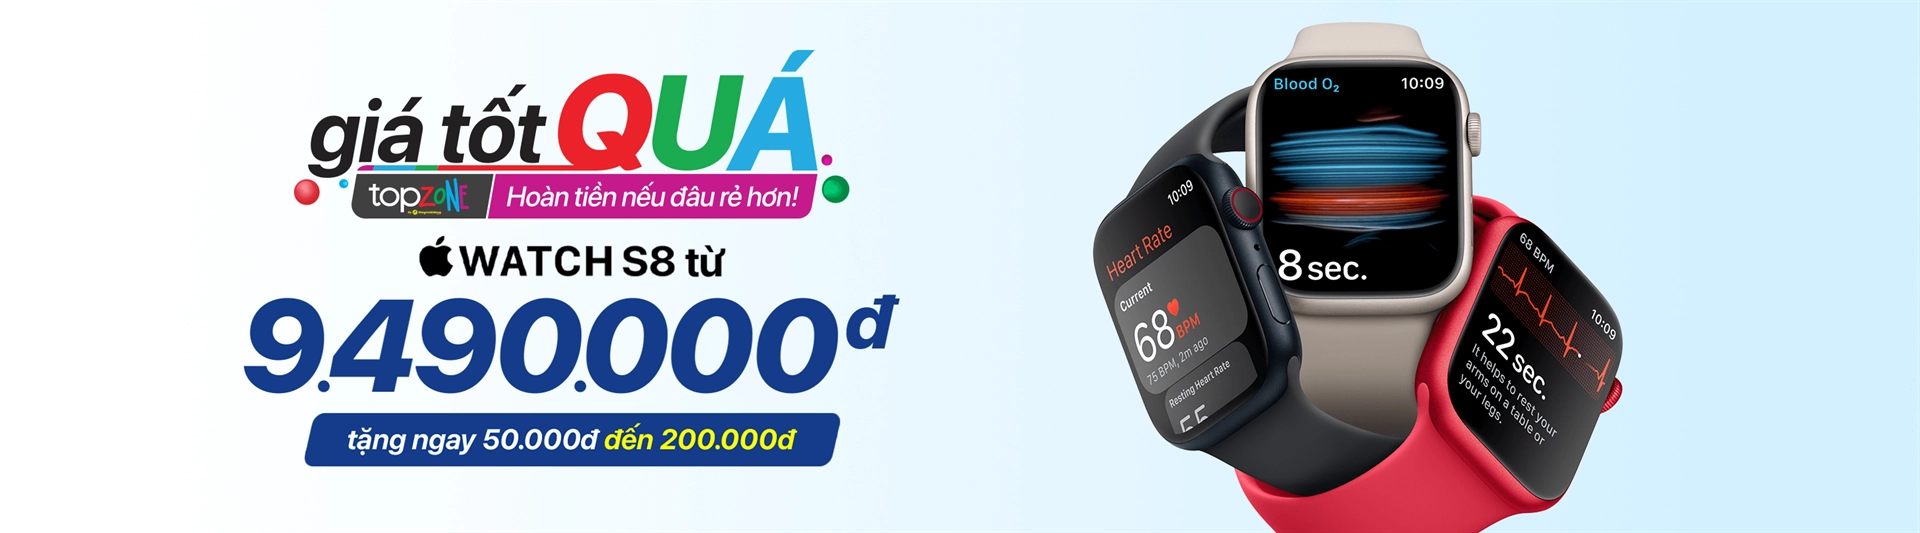 giá tốt QUÁ
topzone Hoàn tiền nếu đâu rẻ hơn!
WATCH S8 từ
9.490.000đ
tặng ngay 50.000đ đến 200.000đ
Blood O₂ 10:09
8 sec.
10:09
Heart Rate
Current
68 BPM
75 BPM, 2m ago
Resting Heart Rate
68 BPM 10:09
22 sec.
It helps to rest your
arms on a table or
your legs.